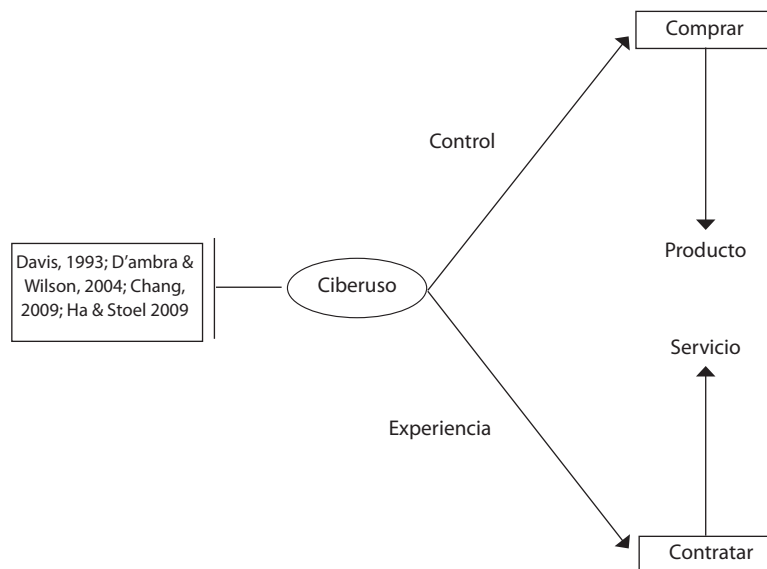 Comprar
Control
Producto
Davis, 1993; D'ambra &
Wilson, 2004; Chang,
2009; Ha & Stoel 2009
Ciberuso
Servicio
Experiencia
Contratar